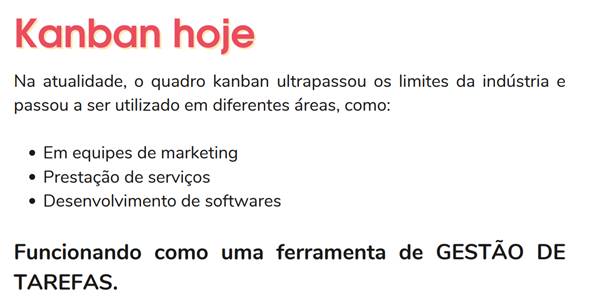 Kanban hoje
Na atualidade, o quadro kanban ultrapassou os limites da indústria e
passou a ser utilizado em diferentes áreas, como:
• Em equipes de marketing
• Prestação de serviços
• Desenvolvimento de softwares
Funcionando como uma ferramenta de GESTÃO DE
TAREFAS.